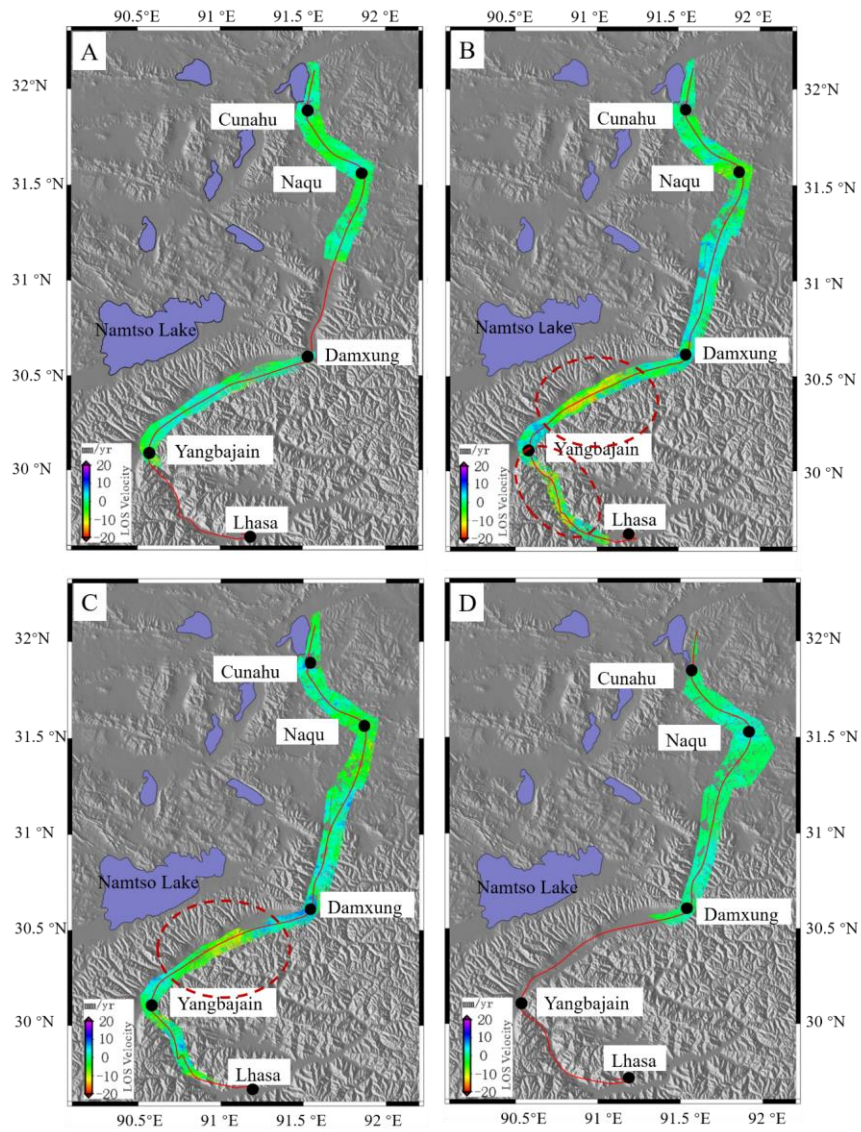 90.5°E 91 °E 91.5 °E 92 °E 90.5°E 91 °E 91.5 °E 92 °E
A
B
32°N
32°N
Cunahu
Cunahu
31.5 °N
Naqu
Naqu
31.5 °N
31 °N
31 °N
Namtso Lake
Namtso Lake
Damxung
Damxung
30.5°N
30.5°N
Yangbajain
Yangbajain
30 °N
30 °N
mm/yr
20
10
0
-10
-20
LOS Velocity
Lhasa
mm/yr
20
10
0
-10
-20
LOS Velocity
Lhasa
C
D
32°N
32°N
Cunahu
Cunahu
31.5°N
Naqu
Naqu
31.5°N
31 °N
31 °N
Namtso Lake
Namtso Lake
Damxung
Damxung
30.5°N
30.5°N
Yangbajain
Yangbajain
30 °N
30 °N
mm/yr
20
10
0
-10
-20
LOS Velocity
Lhasa
mm/yr
20
10
0
-10
-20
LOS Velocity
Lhasa
90.5°E 91 °E 91.5 °E 92 °E 90.5 °E 91 °E 91.5 °E 92 °E